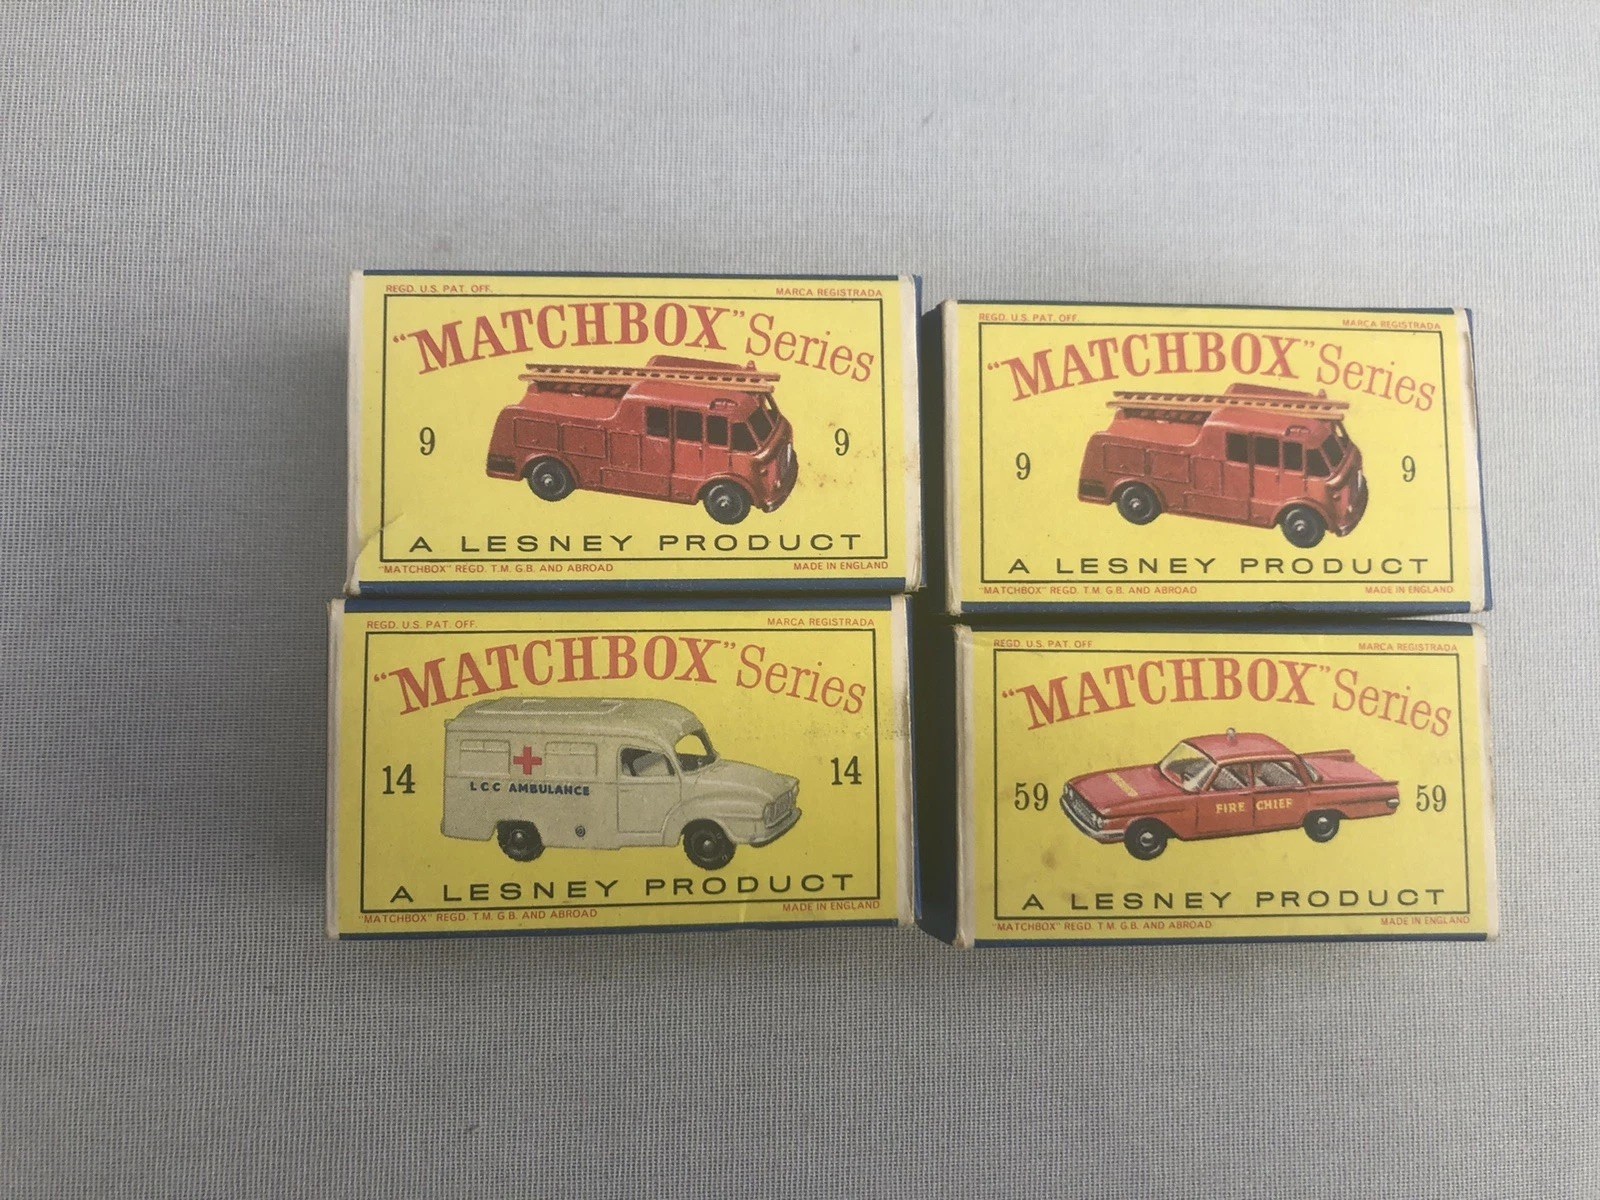 REGD. U.S. PAT. OFF. MARCA REGISTRADA
"MATCHBOX" Series
9 9
A LESNEY PRODUCT
"MATCHBOX" REGD. T.M. G.B. AND ABROAD MADE IN ENGLAND
REGD. U.S. PAT. OFF. MARCA REGISTRADA
"MATCHBOX" Series
9 9
A LESNEY PRODUCT
"MATCHBOX" REGD. T.M. G.B. AND ABROAD MADE IN ENGLAND
REGD. U.S. PAT. OFF. MARCA REGISTRADA
"MATCHBOX" Series
14 14
LCC AMBULANCE
A LESNEY PRODUCT
"MATCHBOX" REGD. T.M. G.B. AND ABROAD MADE IN ENGLAND
REGD. U.S. PAT. OFF MARCA REGISTRADA
"MATCHBOX" Series
59 59
FIRE CHIEF
A LESNEY PRODUCT
"MATCHBOX" REGD. T.M. G.B. AND ABROAD MADE IN ENGLAND